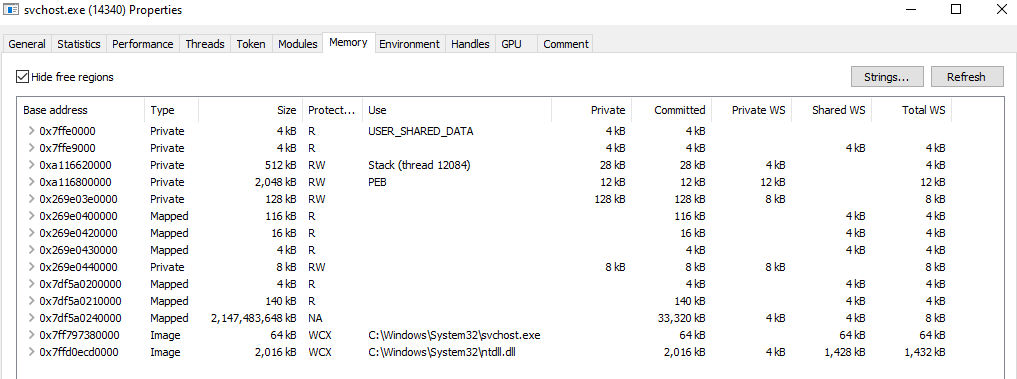 svchost.exe (14340) Properties
General Statistics Performance Threads Token Modules Memory Environment Handles GPU Comment
Hide free regions Strings... Refresh
Base address Type Size Protect... Use Private Committed Private WS Shared WS Total WS
0x7ffe0000 Private 4 kB R USER_SHARED_DATA 4 kB 4 kB
0x7ffe9000 Private 4 kB R 4 kB 4 kB 4 kB 4 kB
0xa116620000 Private 512 kB RW Stack (thread 12084) 28 kB 28 kB 4 kB 4 kB
0xa116800000 Private 2,048 kB RW PEB 12 kB 12 kB 12 kB 12 kB
0x269e03e0000 Private 128 kB RW 128 kB 128 kB 8 kB 8 kB
0x269e0400000 Mapped 116 kB R 116 kB 4 kB 4 kB
0x269e0420000 Mapped 16 kB R 16 kB 4 kB 4 kB
0x269e0430000 Mapped 4 kB R 4 kB 4 kB 4 kB
0x269e0440000 Private 8 kB RW 8 kB 8 kB 8 kB 8 kB
0x7df5a0200000 Mapped 4 kB R 4 kB 4 kB 4 kB
0x7df5a0210000 Mapped 140 kB R 140 kB 4 kB 4 kB
0x7df5a0240000 Mapped 2,147,483,648 kB NA 33,320 kB 4 kB 4 kB 8 kB
0x7ff797380000 Image 64 kB WCX C:\Windows\System32\svchost.exe 64 kB 64 kB 64 kB
0x7ffd0ecd0000 Image 2,016 kB WCX C:\Windows\System32\ntdll.dll 2,016 kB 4 kB 1,428 kB 1,432 kB